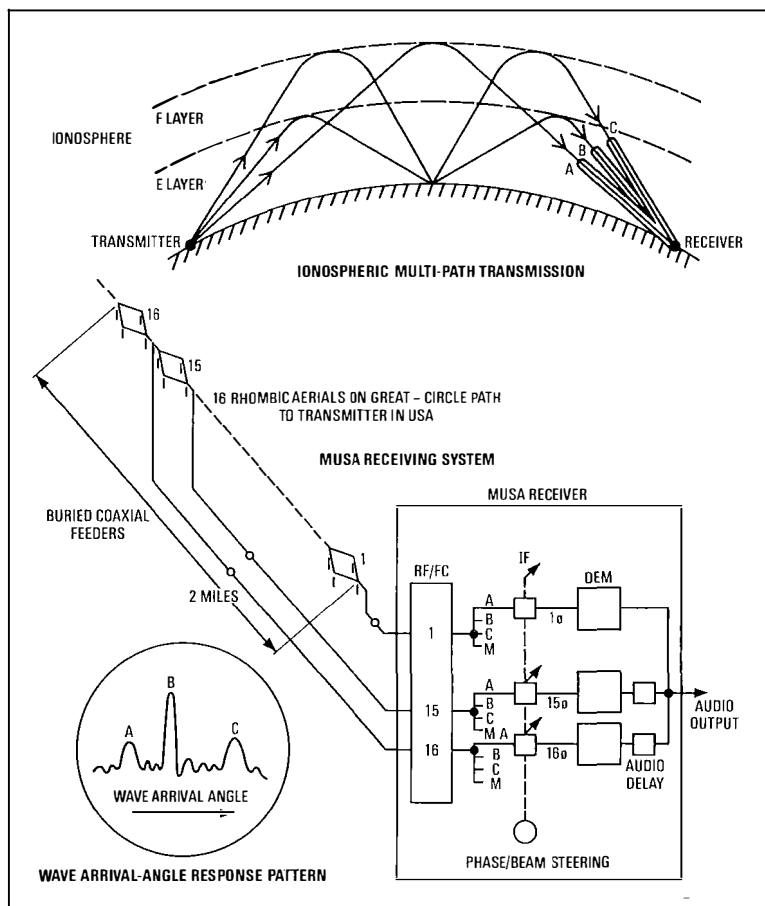 F LAYER
IONOSPHERE
E LAYER
C
B
A
TRANSMITTER
RECEIVER
IONOSPHERIC MULTI-PATH TRANSMISSION
16
15
16 RHOMBIC AERIALS ON GREAT – CIRCLE PATH
TO TRANSMITTER IN USA
MUSA RECEIVING SYSTEM
BURIED COAXIAL
FEEDERS
2 MILES
1
MUSA RECEIVER
RF/FC
IF
DEM
A
B
C
M
1
1ø
A
B
C
M
15
15ø
A
B
C
M
16
16ø
AUDIO
OUTPUT
AUDIO
DELAY
PHASE/BEAM STEERING
B
A
C
WAVE ARRIVAL ANGLE
WAVE ARRIVAL-ANGLE RESPONSE PATTERN